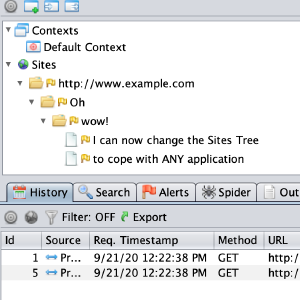 Contexts
Default Context
Sites
http://www.example.com
Oh
wow!
I can now change the Sites Tree
to cope with ANY application
History Search Alerts Spider Out
Filter: OFF Export
Id Source Req. Timestamp Method URL
1 Pr... 9/21/20 12:22:38 PM GET http:/
5 Pr... 9/21/20 12:22:38 PM GET http:/